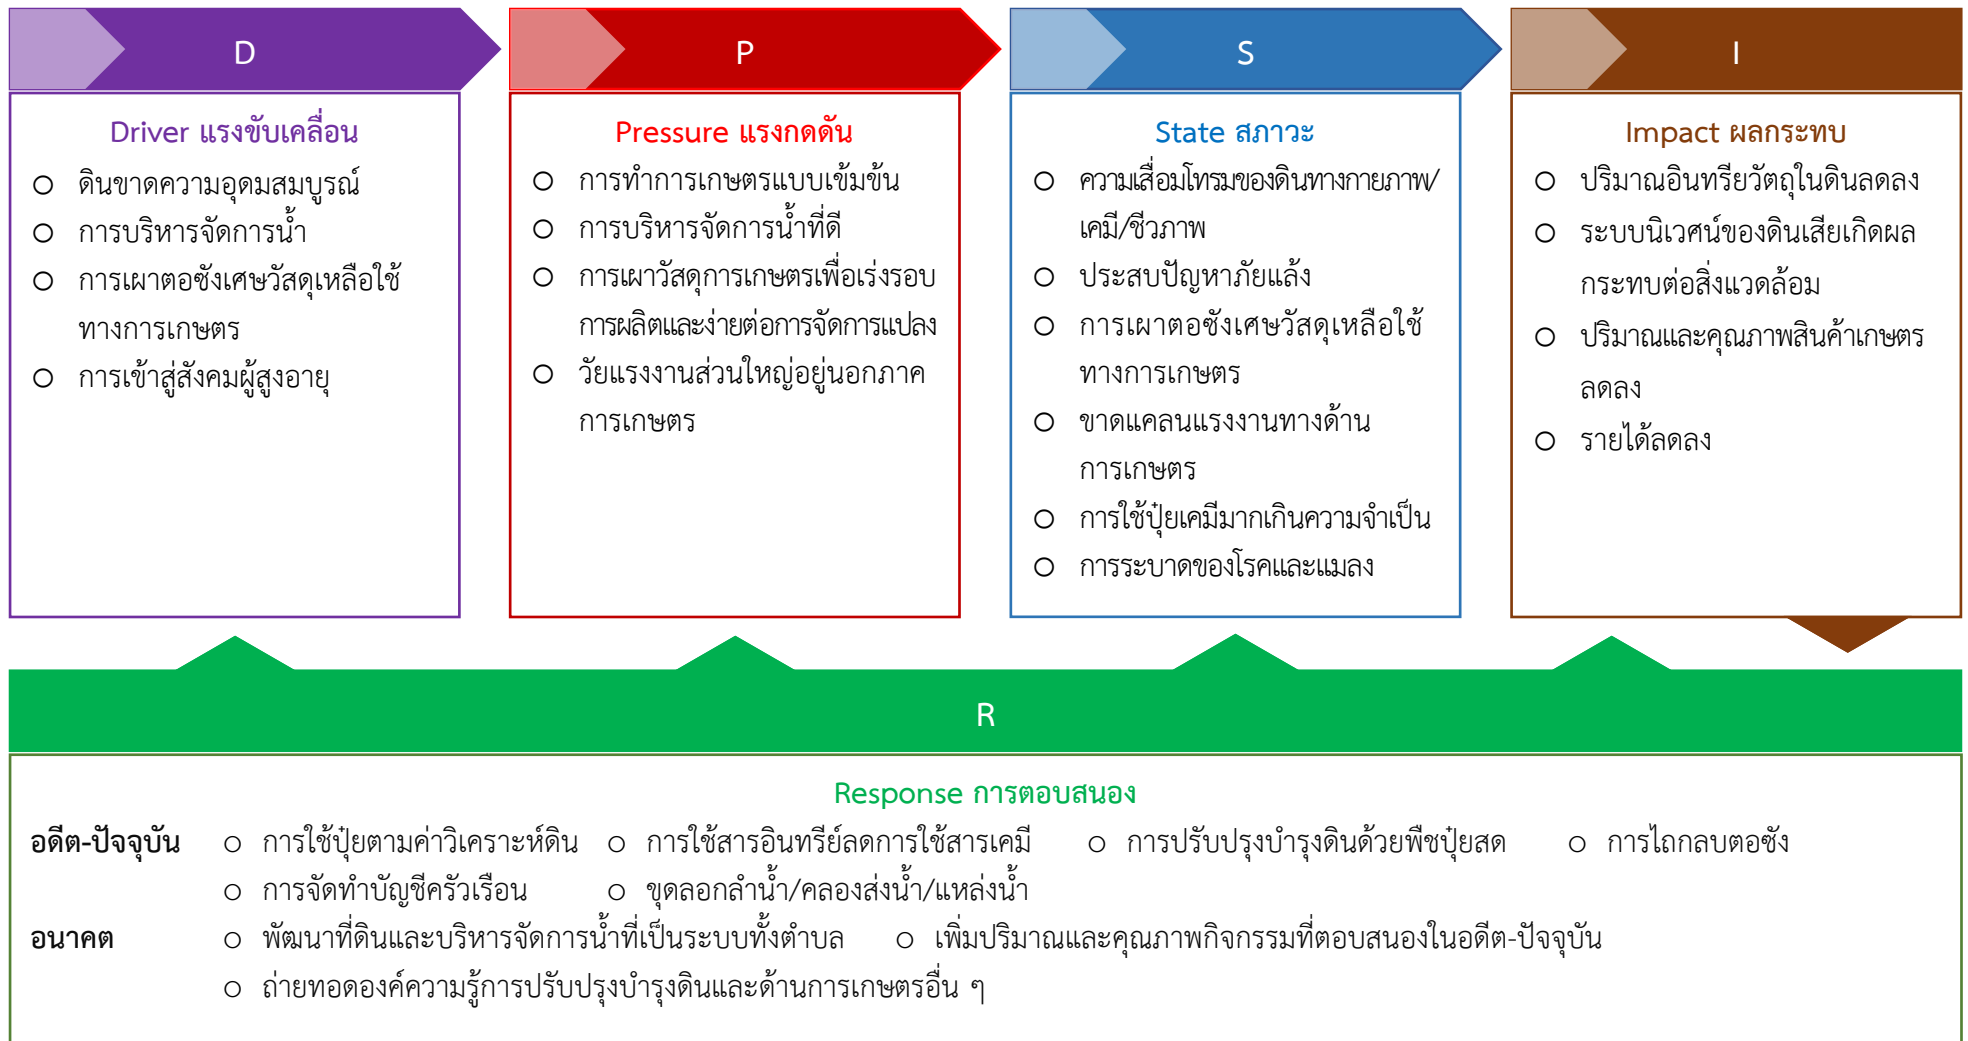 D
Driver แรงขับเคลื่อน
o ดินขาดความอุดมสมบูรณ์
o การบริหารจัดการน้ำ
o การเผาตอซังเศษวัสดุเหลือใช้
ทางการเกษตร
o การเข้าสู่สังคมผู้สูงอายุ
P
Pressure แรงกดดัน
o การทำการเกษตรแบบเข้มข้น
o การบริหารจัดการน้ำที่ดี
o การเผาวัสดุการเกษตรเพื่อเร่งรอบ
การผลิตและง่ายต่อการจัดการแปลง
o วัยแรงงานส่วนใหญ่อยู่นอกภาค
การเกษตร
S
State สภาวะ
o ความเสื่อมโทรมของดินทางกายภาพ/
เคมี/ชีวภาพ
o ประสบปัญหาภัยแล้ง
o การเผาตอซังเศษวัสดุเหลือใช้
ทางการเกษตร
o ขาดแคลนแรงงานทางด้าน
การเกษตร
o การใช้ปุ๋ยเคมีมากเกินความจำเป็น
o การระบาดของโรคและแมลง
I
Impact ผลกระทบ
o ปริมาณอินทรียวัตถุในดินลดลง
o ระบบนิเวศน์ของดินเสียเกิดผล
กระทบต่อสิ่งแวดล้อม
o ปริมาณและคุณภาพสินค้าเกษตร
ลดลง
o รายได้ลดลง
R
Response การตอบสนอง
อดีต-ปัจจุบัน o การใช้ปุ๋ยตามค่าวิเคราะห์ดิน o การใช้สารอินทรีย์ลดการใช้สารเคมี o การปรับปรุงบำรุงดินด้วยพืชปุ๋ยสด o การไถกลบตอซัง
o การจัดทำบัญชีครัวเรือน o ขุดลอกลำน้ำ/คลองส่งน้ำ/แหล่งน้ำ
อนาคต o พัฒนาที่ดินและบริหารจัดการน้ำที่เป็นระบบทั้งตำบล o เพิ่มปริมาณและคุณภาพกิจกรรมที่ตอบสนองในอดีต-ปัจจุบัน
o ถ่ายทอดองค์ความรู้การปรับปรุงบำรุงดินและด้านการเกษตรอื่น ๆ